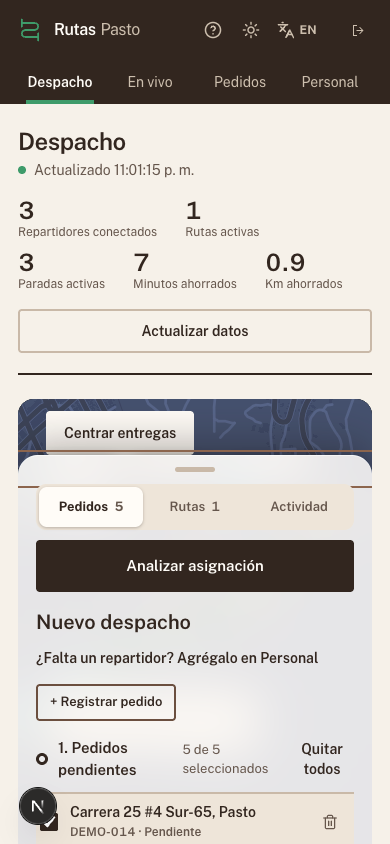 Rutas Pasto
EN
Despacho
En vivo
Pedidos
Personal
Despacho
Actualizado 11:01:15 p. m.
3
Repartidores conectados
1
Rutas activas
3
Paradas activas
7
Minutos ahorrados
0.9
Km ahorrados
Actualizar datos
Centrar entregas
Pedidos 5
Rutas 1
Actividad
Analizar asignación
Nuevo despacho
¿Falta un repartidor? Agrégalo en Personal
+ Registrar pedido
1. Pedidos
pendientes
5 de 5
seleccionados
Quitar
todos
N
Carrera 25 #4 Sur-65, Pasto
DEMO-014 · Pendiente